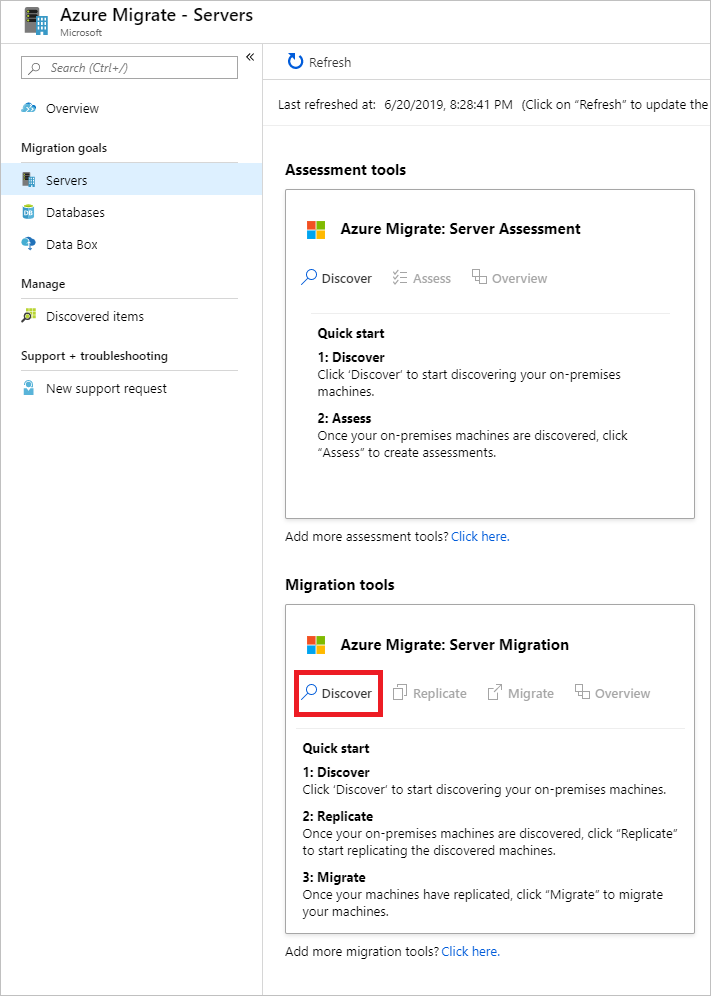 Azure Migrate - Servers
Microsoft
Search (Ctrl+/)
«
Overview
Migration goals
Servers
Databases
Data Box
Manage
Discovered items
Support + troubleshooting
New support request
Refresh
Last refreshed at: 6/20/2019, 8:28:41 PM (Click on “Refresh” to update the
Assessment tools
Azure Migrate: Server Assessment
Discover Assess Overview
Quick start
1: Discover
Click ‘Discover’ to start discovering your on-premises
machines.
2: Assess
Once your on-premises machines are discovered, click
“Assess” to create assessments.
Add more assessment tools? Click here.
Migration tools
Azure Migrate: Server Migration
Discover Replicate Migrate Overview
Quick start
1: Discover
Click ‘Discover’ to start discovering your on-premises machines.
2: Replicate
Once your on-premises machines are discovered, click “Replicate”
to start replicating the discovered machines.
3: Migrate
Once your machines have replicated, click “Migrate” to migrate
your machines.
Add more migration tools? Click here.